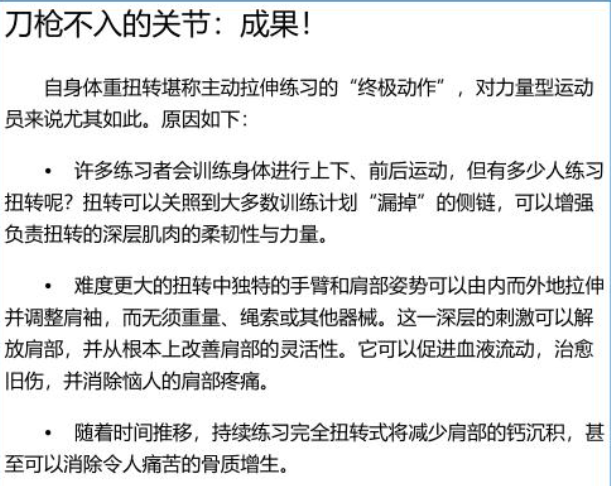 刀枪不入的关节：成果！
自身体重扭转堪称主动拉伸练习的“终极动作”，对力量型运动
员来说尤其如此。原因如下：
• 许多练习者会训练身体进行上下、前后运动，但有多少人练习
扭转呢？扭转可以关照到大多数训练计划“漏掉”的侧链，可以增强
负责扭转的深层肌肉的柔韧性与力量。
• 难度更大的扭转中独特的手臂和肩部姿势可以由内而外地拉伸
并调整肩袖，而无须重量、绳索或其他器械。这一深层的刺激可以解
放肩部，并从根本上改善肩部的灵活性。它可以促进血液流动，治愈
旧伤，并消除恼人的肩部疼痛。
• 随着时间推移，持续练习完全扭转式将减少肩部的钙沉积，甚
至可以消除令人痛苦的骨质增生。